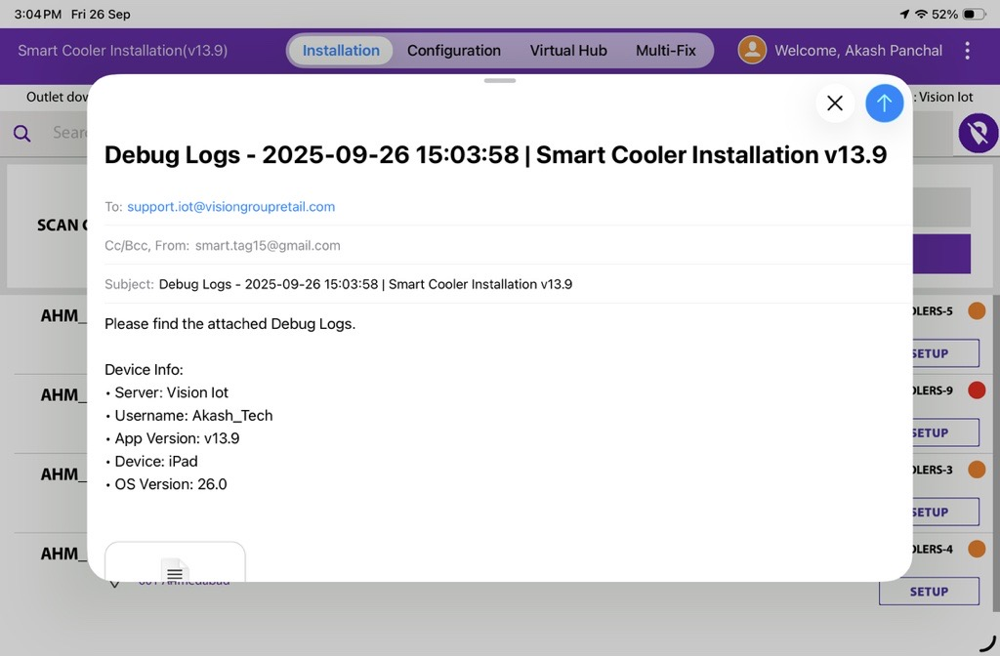 3:04 PM Fri 26 Sep
52%
Smart Cooler Installation(v13.9)
Installation
Configuration
Virtual Hub
Multi-Fix
Welcome, Akash Panchal
Outlet dow
: Vision Iot
Sear
Debug Logs - 2025-09-26 15:03:58 | Smart Cooler Installation v13.9
To: support.iot@visiongroupretail.com
SCAN
Cc/Bcc, From: smart.tag15@gmail.com
Subject: Debug Logs - 2025-09-26 15:03:58 | Smart Cooler Installation v13.9
Please find the attached Debug Logs.
Device Info:
• Server: Vision Iot
• Username: Akash_Tech
• App Version: v13.9
• Device: iPad
• OS Version: 26.0
AHM_
OLERS-5
SETUP
AHM_
OLERS-9
SETUP
AHM_
OLERS-3
SETUP
AHM_
OLERS-4
SETUP